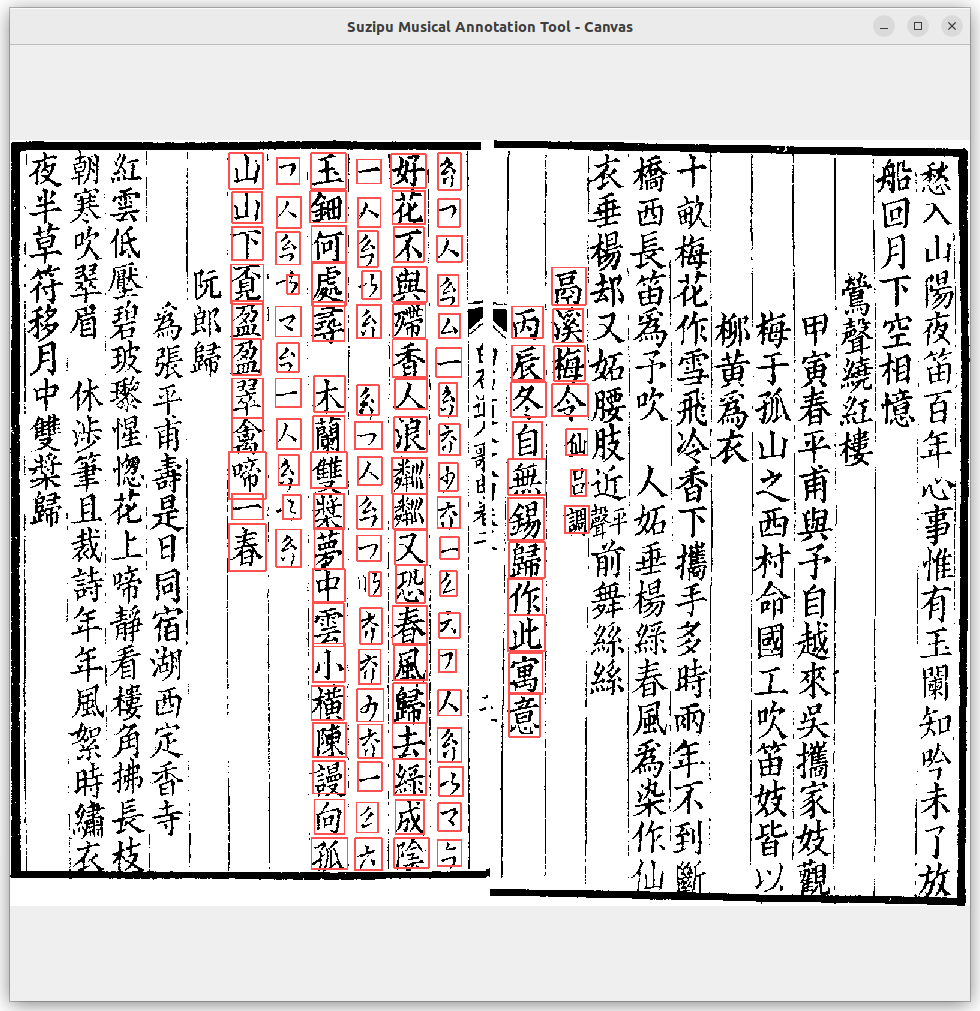 Suzipu Musical Annotation Tool - Canvas
愁入山陽夜笛百年心事惟有玉闌知吟未了放
船回月下空相憶
鶯聲繞紅樓
甲寅春平甫與予自越來吳攜家妓觀
梅于孤山之西村命國工吹笛妓皆以
柳黃爲衣
十畝梅花作雪飛冷香下攜手多時兩年不到斷
橋西長笛爲予吹　人妬垂楊綠春風爲染作仙
衣垂楊却又妬腰肢近平聲前舞絲絲
鬲溪梅令仙呂調
丙辰冬自無錫歸作此寓意
好花不與殢香人浪粼粼又恐春風歸去綠成陰
玉鈿何處尋　木蘭雙槳夢中雲小橫陳謾向孤
山山下覔盈盈翠禽啼一春
阮郎歸
爲張平甫壽是日同宿湖西定香寺
紅雲低壓碧玻瓈惺憁花上啼靜看樓角拂長枝
朝寒吹翠眉　休涉筆且裁詩年年風絮時繡衣
夜半草符移月中雙槳歸